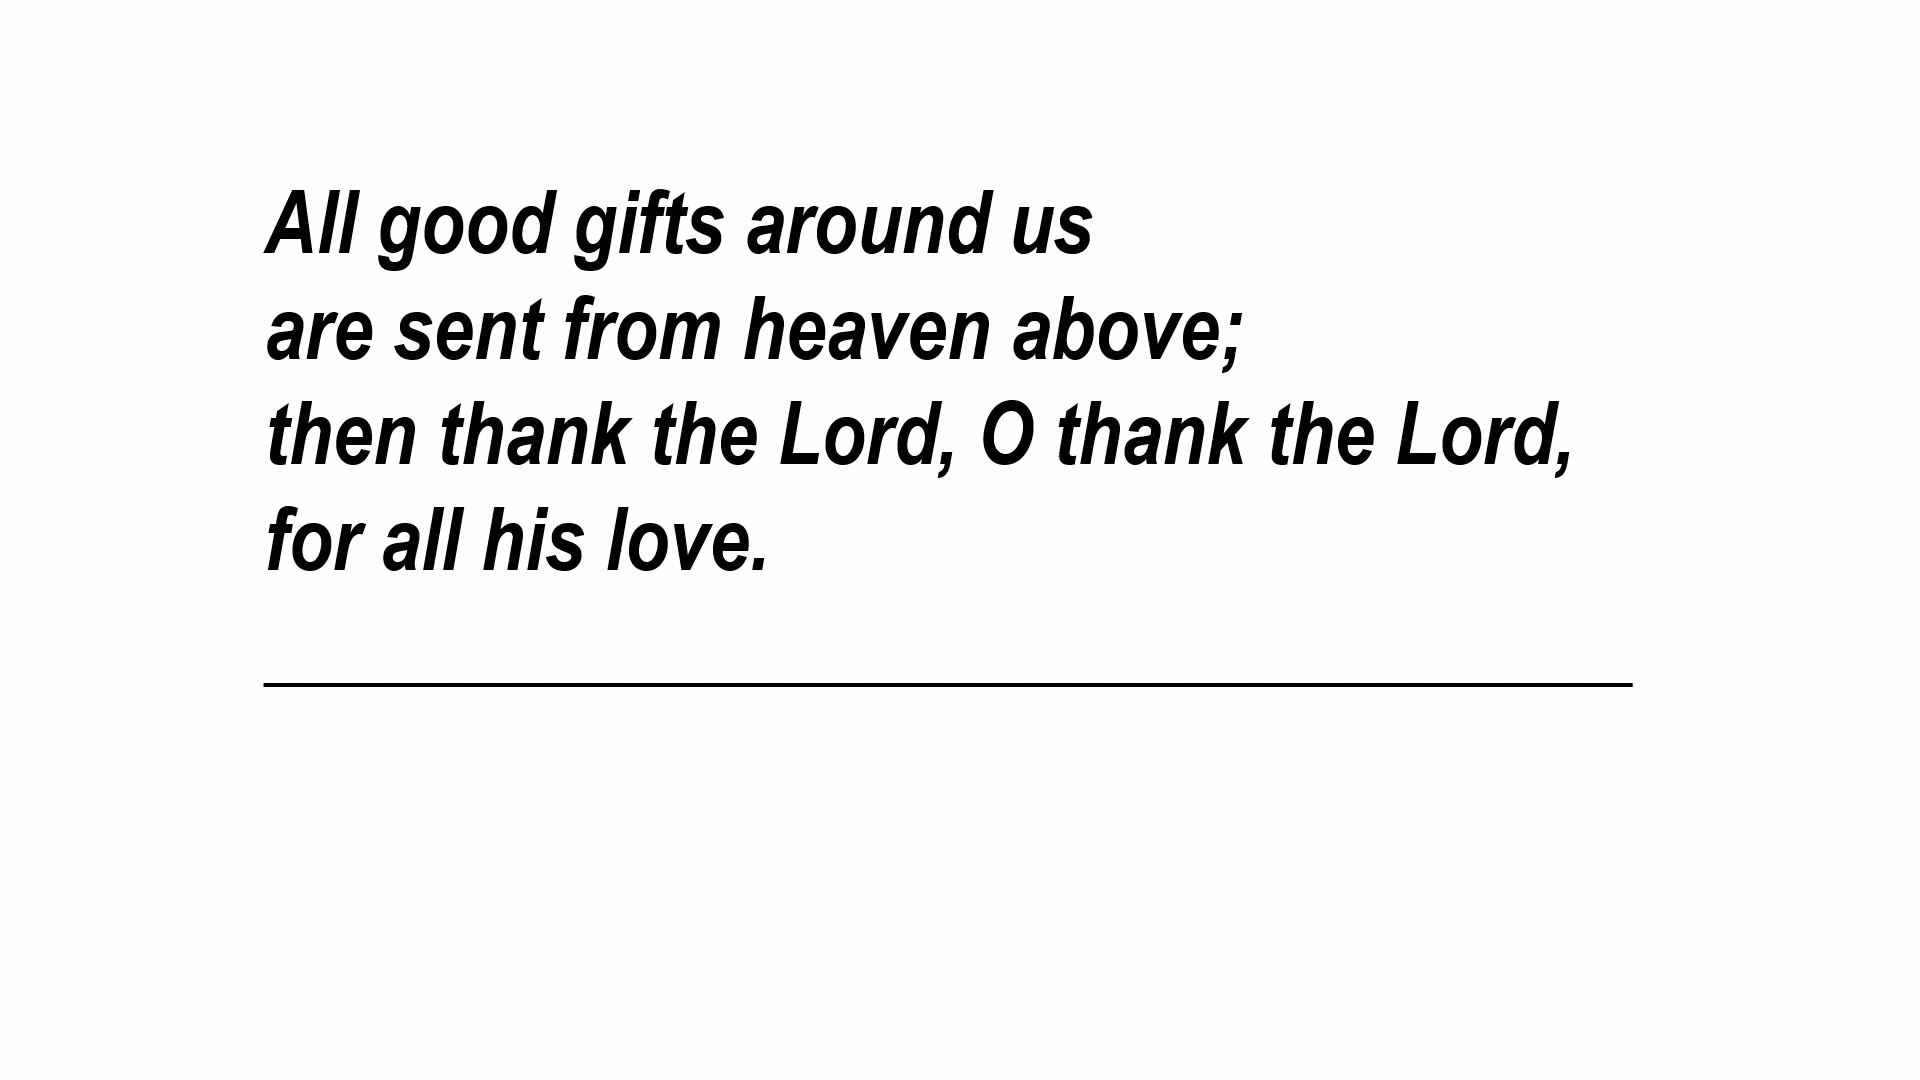 All good gifts around us
are sent from heaven above;
then thank the Lord, O thank the Lord,
for all his love.